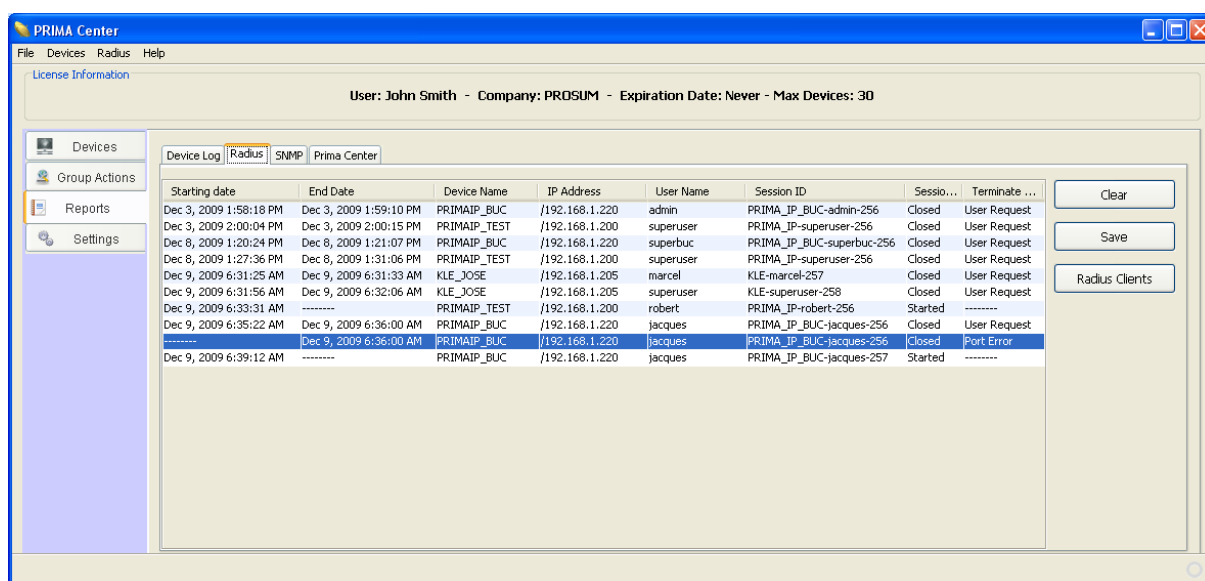 PRIMA Center
File Devices Radius Help
License Information
User: John Smith - Company: PROSUM - Expiration Date: Never - Max Devices: 30
Devices
Group Actions
Reports
Settings
Device Log Radius SNMP Prima Center
Starting date End Date Device Name IP Address User Name Session ID Sessio... Terminate ...
Dec 3, 2009 1:58:18 PM Dec 3, 2009 1:59:10 PM PRIMAIP_BUC /192.168.1.220 admin PRIMA_IP_BUC-admin-256 Closed User Request
Dec 3, 2009 2:00:04 PM Dec 3, 2009 2:00:15 PM PRIMAIP_TEST /192.168.1.200 superuser PRIMA_IP-superuser-256 Closed User Request
Dec 8, 2009 1:20:24 PM Dec 8, 2009 1:21:07 PM PRIMAIP_BUC /192.168.1.220 superbuc PRIMA_IP_BUC-superbuc-256 Closed User Request
Dec 8, 2009 1:27:36 PM Dec 8, 2009 1:31:06 PM PRIMAIP_TEST /192.168.1.200 superuser PRIMA_IP-superuser-256 Closed User Request
Dec 9, 2009 6:31:25 AM Dec 9, 2009 6:31:33 AM KLE_JOSE /192.168.1.205 marcel KLE-marcel-257 Closed User Request
Dec 9, 2009 6:31:56 AM Dec 9, 2009 6:32:06 AM KLE_JOSE /192.168.1.205 superuser KLE-superuser-258 Closed User Request
Dec 9, 2009 6:33:31 AM -------- PRIMAIP_TEST /192.168.1.200 robert PRIMA_IP-robert-256 Started --------
Dec 9, 2009 6:35:22 AM Dec 9, 2009 6:36:00 AM PRIMAIP_BUC /192.168.1.220 jacques PRIMA_IP_BUC-jacques-256 Closed User Request
-------- Dec 9, 2009 6:36:00 AM PRIMAIP_BUC /192.168.1.220 jacques PRIMA_IP_BUC-jacques-256 Closed Port Error
Dec 9, 2009 6:39:12 AM -------- PRIMAIP_BUC /192.168.1.220 jacques PRIMA_IP_BUC-jacques-257 Started --------
Clear
Save
Radius Clients